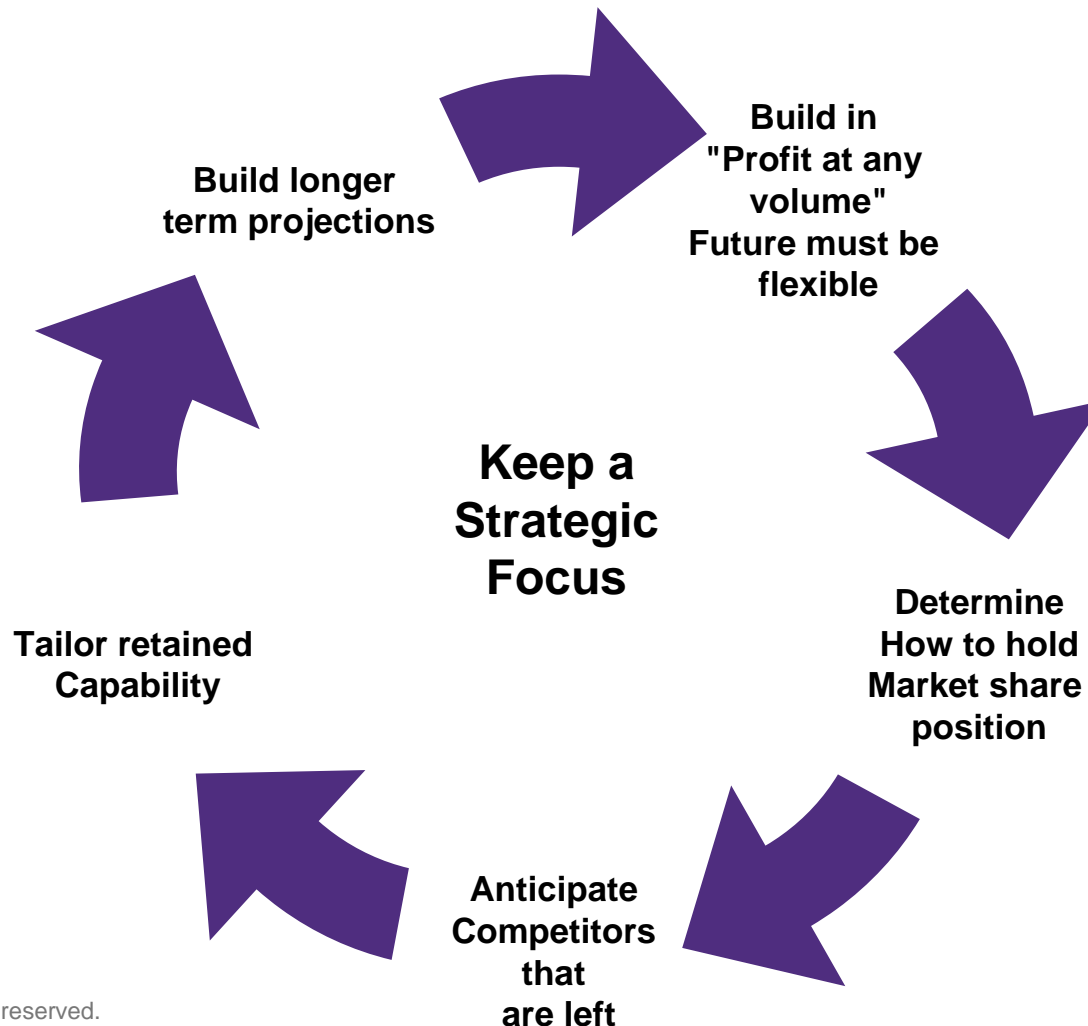 Build longer
term projections
Build in
"Profit at any
volume"
Future must be
flexible
Keep a
Strategic
Focus
Determine
How to hold
Market share
position
Tailor retained
Capability
Anticipate
Competitors
that
are left
reserved.